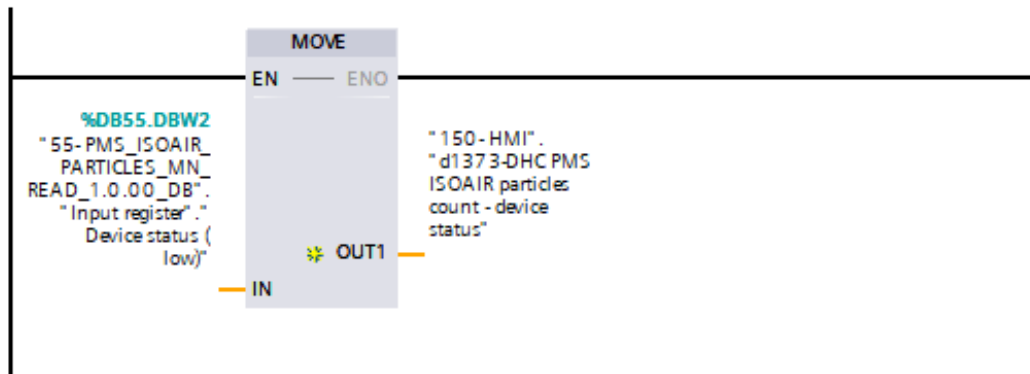 MOVE
EN
ENO
%DB55.DBW2
"55-PMS_ISOAIR_
PARTICLES_MN_
READ_1.0.00_DB".
"Input register"."
Device status (
low)"
IN
"150-HMI".
"d1373-DHC PMS
ISOAIR particles
count - device
status"
OUT1